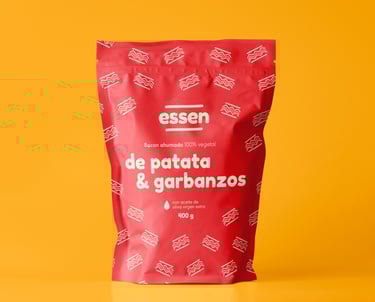 essen
Bacon ahumado 100% vegetal
de patata
& garbanzos
con aceite de
oliva virgen extra
400 g